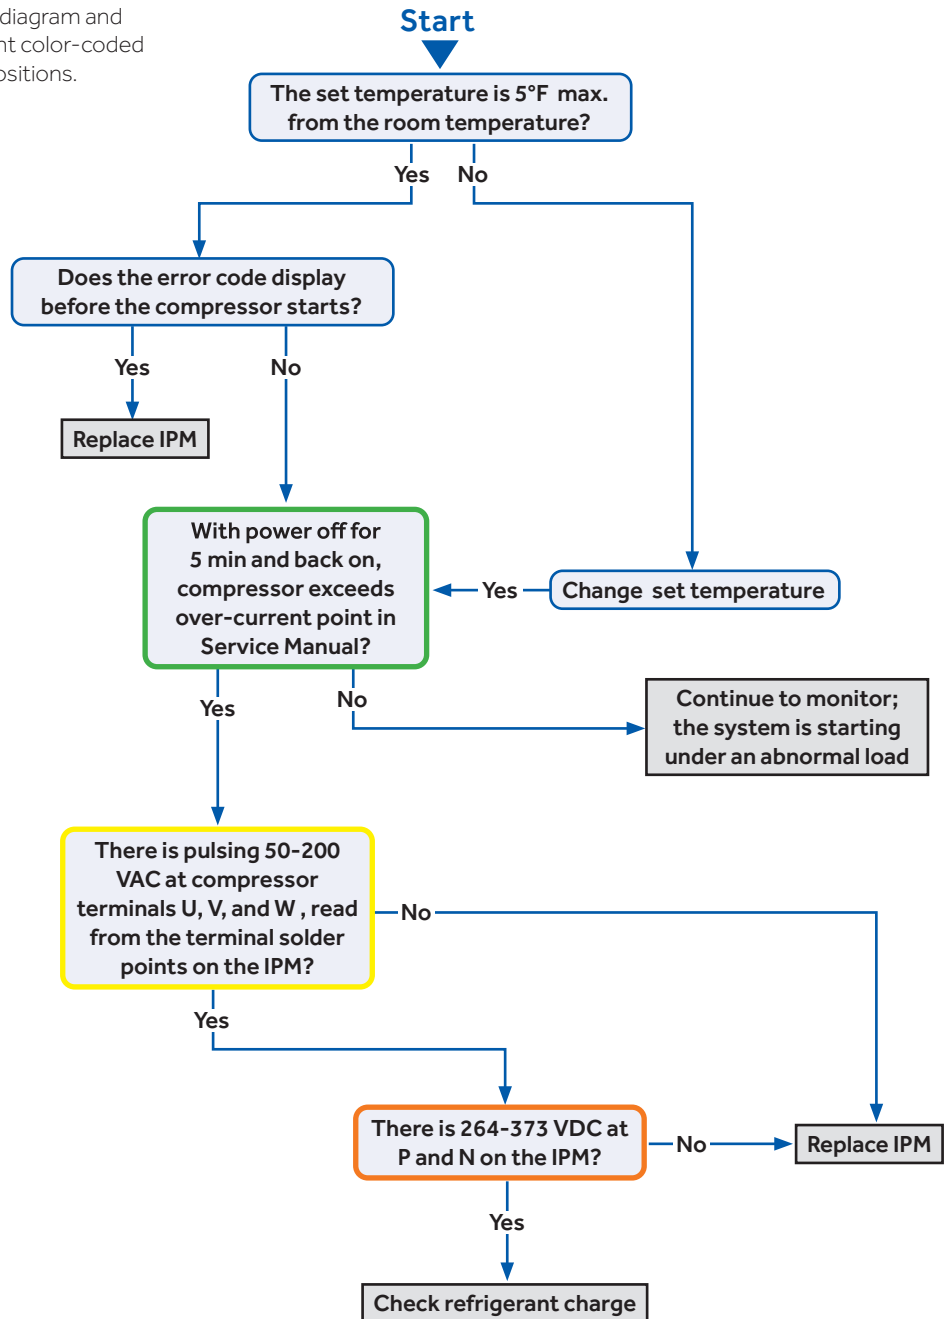 diagram and
nt color-coded
ositions.
Start
The set temperature is 5°F max.
from the room temperature?
Yes No
Does the error code display
before the compressor starts?
Yes No
Replace IPM
With power off for
5 min and back on,
compressor exceeds
over-current point in
Service Manual?
Yes
Change set temperature
Yes
No
Continue to monitor;
the system is starting
under an abnormal load
There is pulsing 50-200
VAC at compressor
terminals U, V, and W , read
from the terminal solder
points on the IPM?
No
Yes
There is 264-373 VDC at
P and N on the IPM?
No
Replace IPM
Yes
Check refrigerant charge